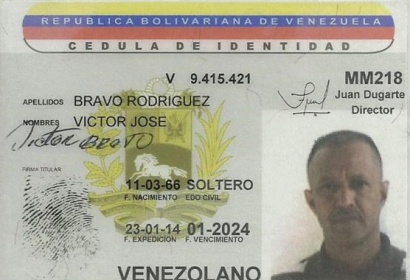 REPUBLICA BOLIVARIANA DE VENEZUELA
CEDULA DE IDENTIDAD
V 9.415.421
MM218
Juan Dugarte
Director
APELLIDOS BRAVO RODRIGUEZ
NOMBRES VICTOR JOSE
Victor BRAVO
FIRMA TITULAR
11-03-66 SOLTERO
F. NACIMIENTO EDO CIVIL
23-01-14 01-2024
F. EXPEDICION F. VENCIMIENTO
VENEZOLANO